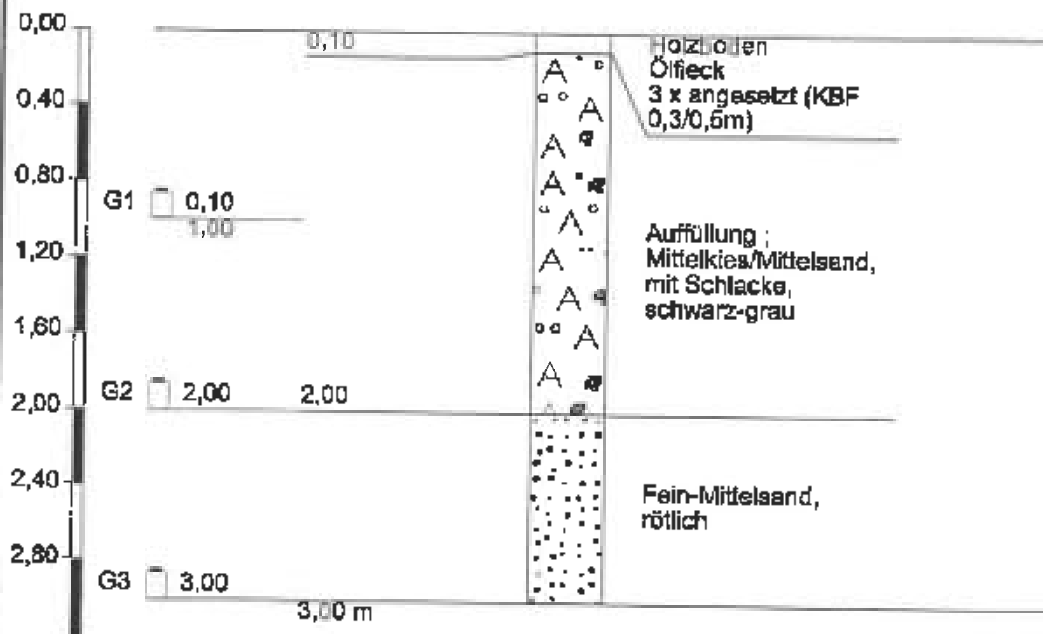 0,00
0,10
Holzboden
Ölfleck
3 x angesetzt (KBF
0,3/0,5m)
0,40
0,80
G1 0,10
1,00
1,20
Auffüllung ;
Mittelkies/Mittelsand,
mit Schlacke,
schwarz-grau
1,60
G2 2,00 2,00
2,00
2,40
Fein-Mittelsand,
rötlich
2,80
G3 3,00
3,00 m